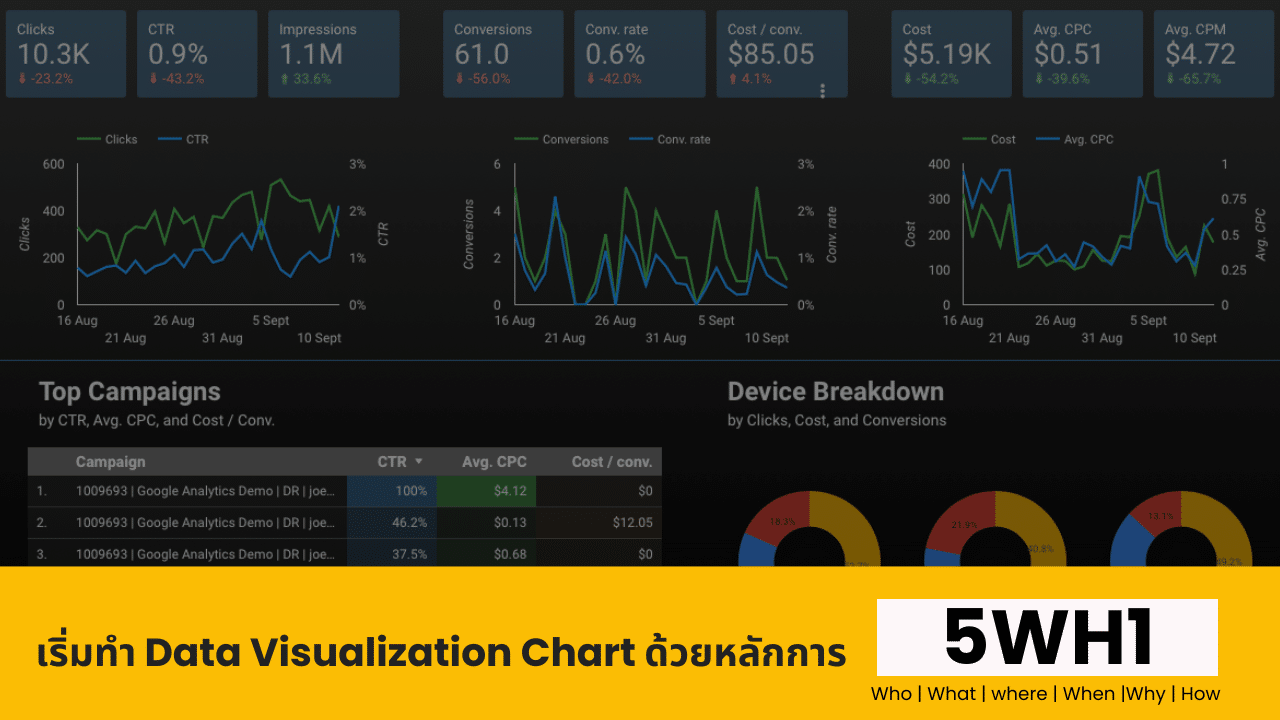 Clicks
10.3K
-23.2%
CTR
0.9%
-43.2%
Impressions
1.1M
33.6%
Conversions
61.0
-56.0%
Conv. rate
0.6%
-42.0%
Cost / conv.
$85.05
4.1%
Cost
$5.19K
-54.2%
Avg. CPC
$0.51
-39.6%
Avg. CPM
$4.72
-65.7%
Clicks CTR
600 3%
400 2%
200 1%
0 0%
Clicks
CTR
16 Aug 26 Aug 5 Sept
21 Aug 31 Aug 10 Sept
Conversions Conv. rate
6 3%
4 2%
2 1%
0 0%
Conversions
Conv. rate
16 Aug 26 Aug 5 Sept
21 Aug 31 Aug 10 Sept
Cost Avg. CPC
400 1
300 0.75
200 0.5
100 0.25
0 0
Cost
Avg. CPC
16 Aug 26 Aug 5 Sept
21 Aug 31 Aug 10 Sept
Top Campaigns
by CTR, Avg. CPC, and Cost / Conv.
Campaign CTR Avg. CPC Cost / conv.
1. 1009693 | Google Analytics Demo | DR | joe... 100% $4.12 $0
2. 1009693 | Google Analytics Demo | DR | joe... 46.2% $0.13 $12.05
3. 1009693 | Google Analytics Demo | DR | joe... 37.5% $0.68 $0
Device Breakdown
by Clicks, Cost, and Conversions
18.3%
21.9%
13.1%
เริ่มทำ Data Visualization Chart ด้วยหลักการ
5WH1
Who | What | where | When |Why | How